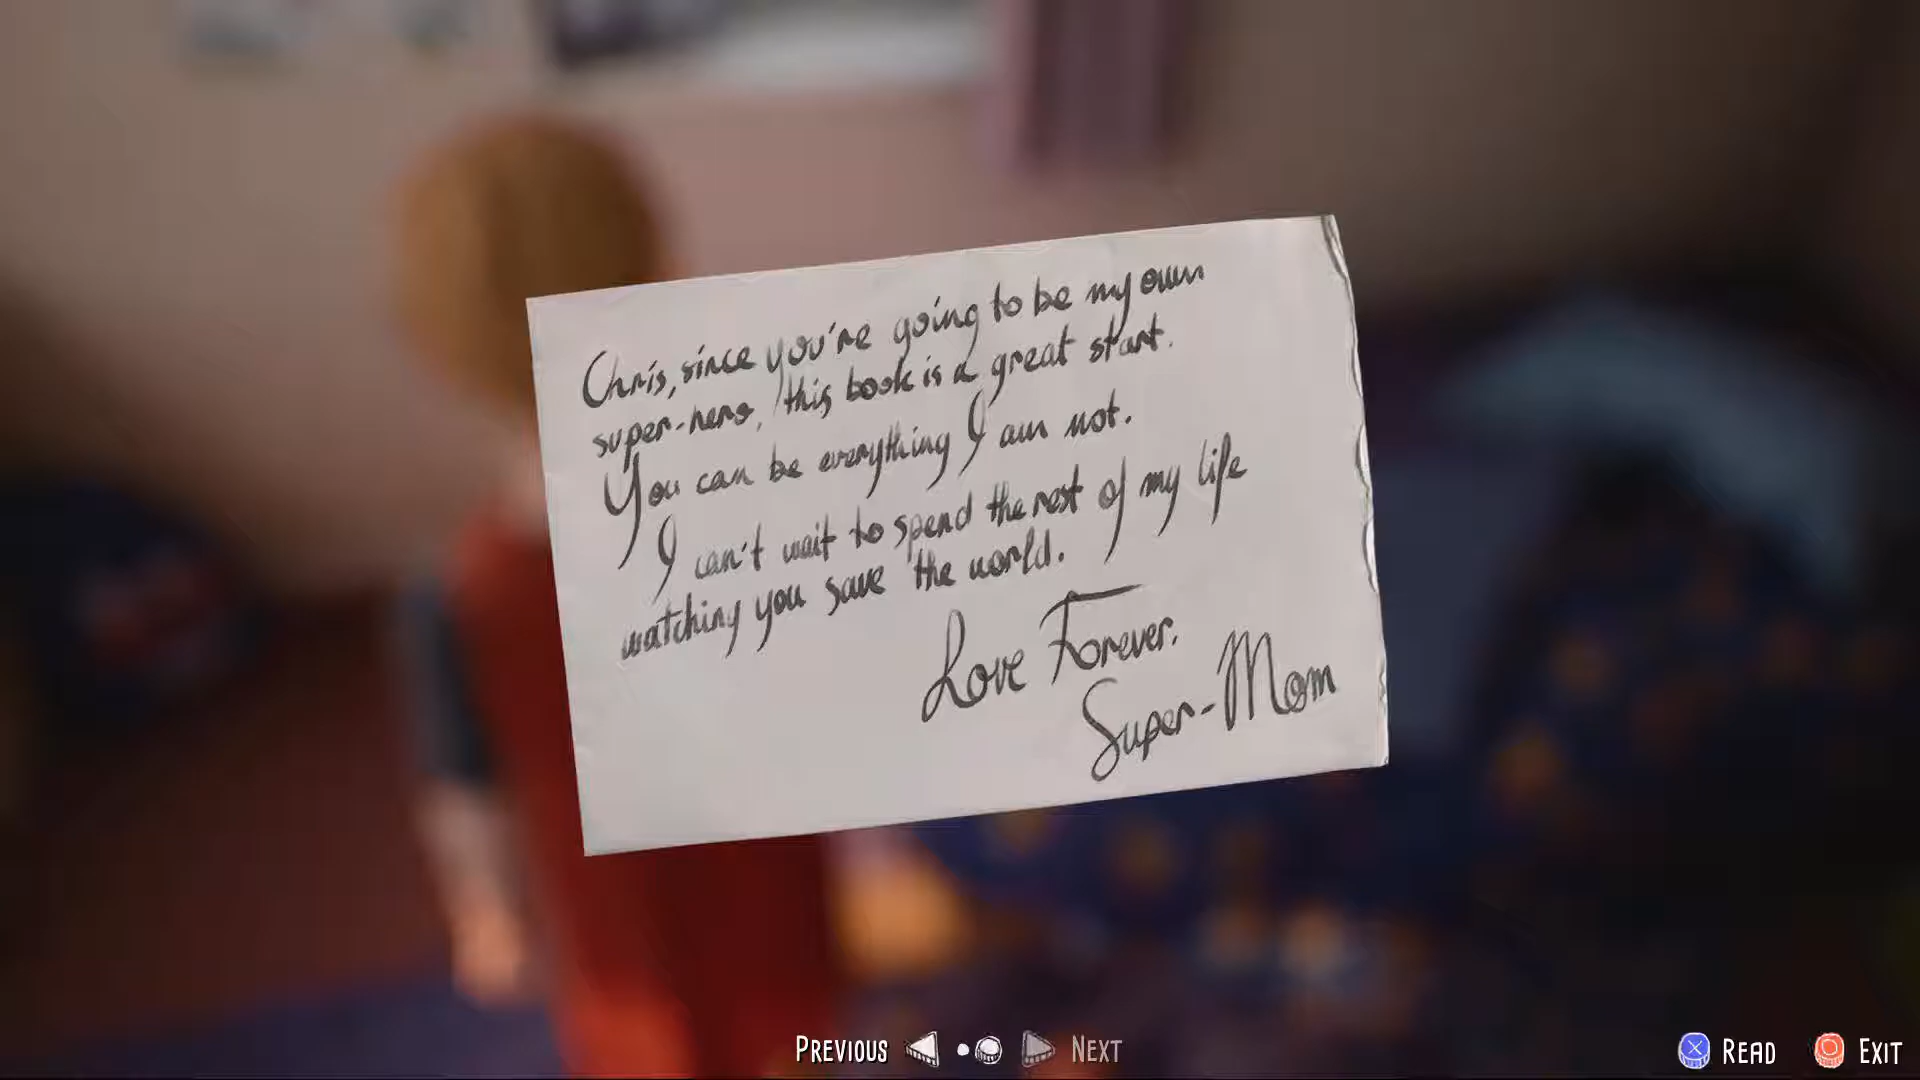 Chris, since you're going to be my own
super-hero, this book is a great start.
You can be everything I am not.
I can't wait to spend the rest of my life
watching you save the world.
Love Forever.
Super-Mom
PREVIOUS NEXT
READ EXIT